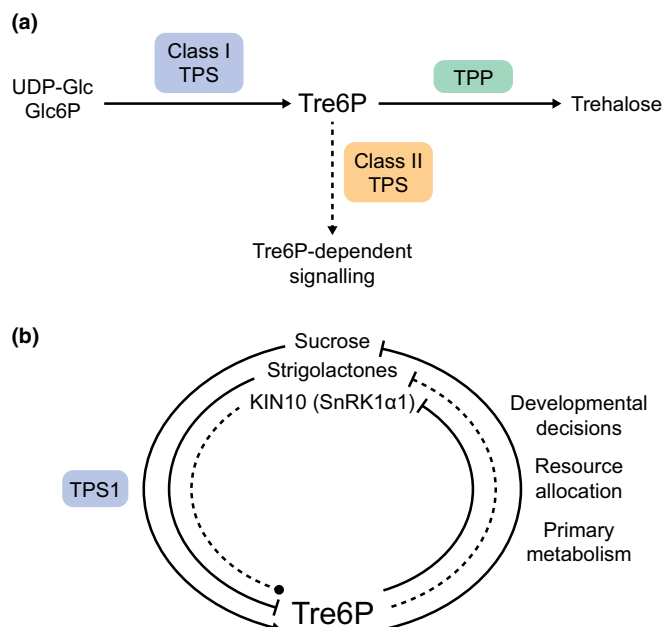 (a)
Class I
TPS
UDP-Glc
Glc6P
Tre6P
TPP
Trehalose
Class II
TPS
Tre6P-dependent
signalling
(b)
Sucrose
Strigolactones
KIN10 (SnRK1α1)
Developmental
decisions
Resource
allocation
Primary
metabolism
TPS1
Tre6P